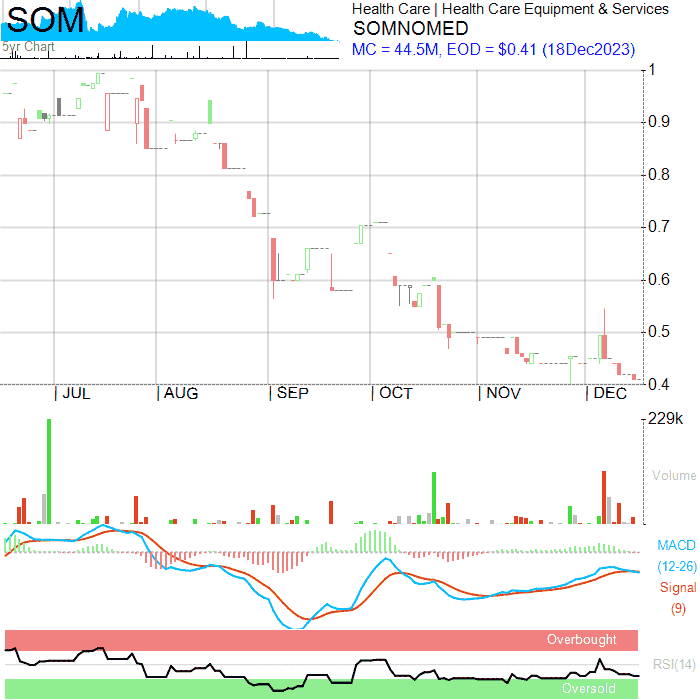 SOM
5yr Chart
Health Care | Health Care Equipment & Services
SOMNOMED
MC = 44.5M, EOD = $0.41 (18Dec2023)
1
0.9
0.8
0.7
0.6
0.5
0.4
| JUL | AUG | SEP | OCT | NOV | DEC
229k
Volume
MACD
(12-26)
Signal
(9)
Overbought
RSI(14)
Oversold